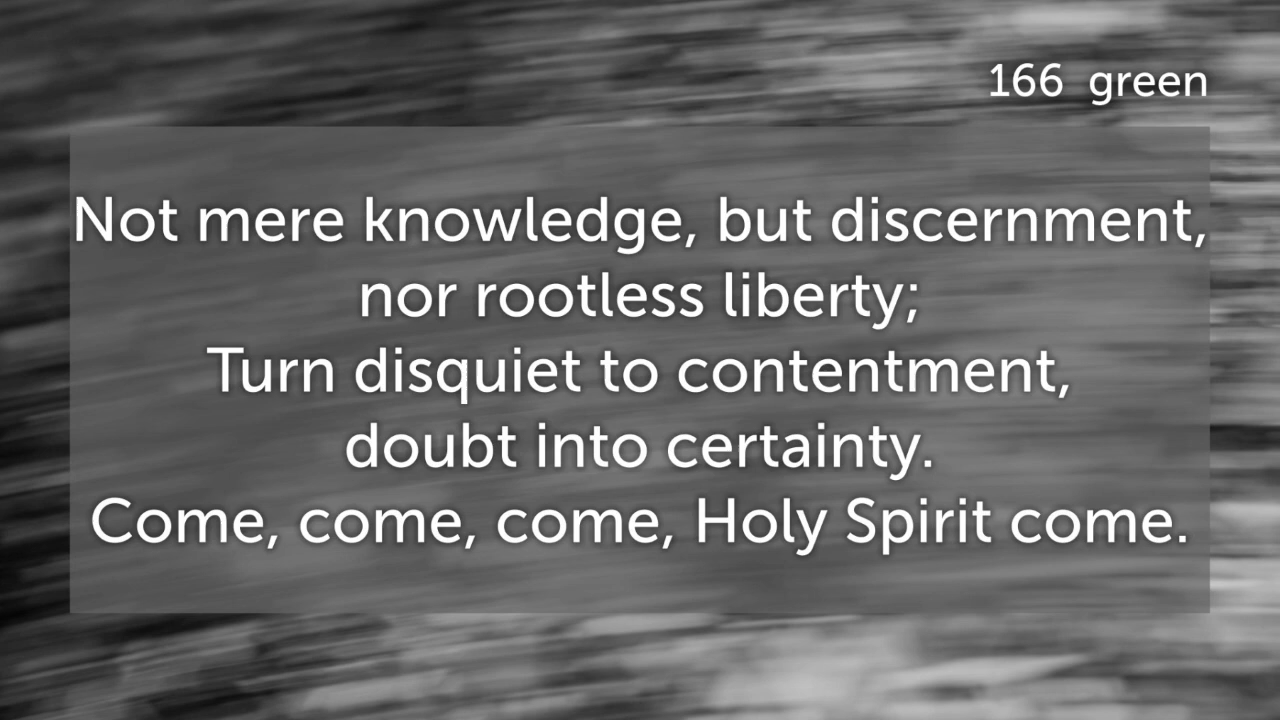 166 green
Not mere knowledge, but discernment,
nor rootless liberty;
Turn disquiet to contentment,
doubt into certainty.
Come, come, come, Holy Spirit come.